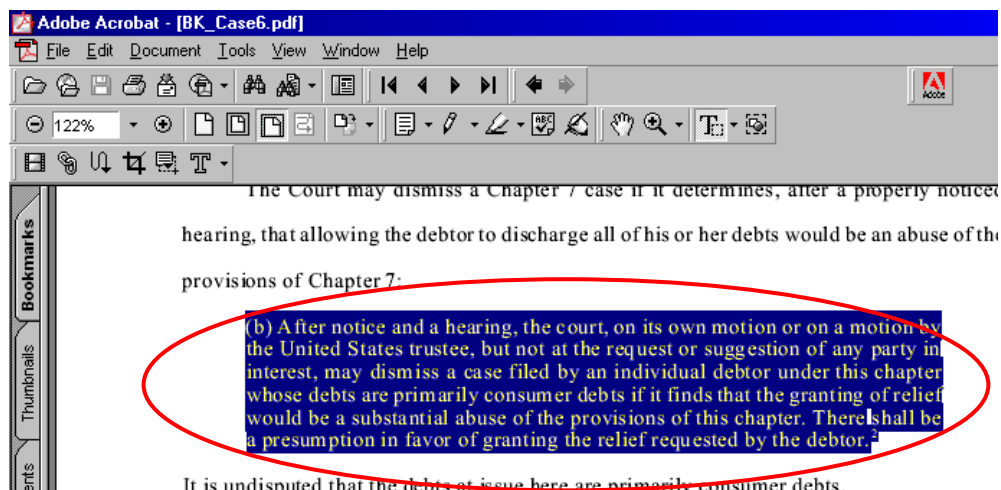 Adobe Acrobat - [BK_Case6.pdf]
File Edit Document Tools View Window Help
Adobe
122%
The Court may dismiss a Chapter 7 case if it determines, after a properly noticed
hearing, that allowing the debtor to discharge all of his or her debts would be an abuse of the
provisions of Chapter 7:
(b) After notice and a hearing, the court, on its own motion or on a motion by
the United States trustee, but not at the request or suggestion of any party in
interest, may dismiss a case filed by an individual debtor under this chapter
whose debts are primarily consumer debts if it finds that the granting of relief
would be a substantial abuse of the provisions of this chapter. There shall be
a presumption in favor of granting the relief requested by the debtor.²
It is undisputed that the debts at issue here are primarily consumer debts.
Bookmarks
Thumbnails
ents